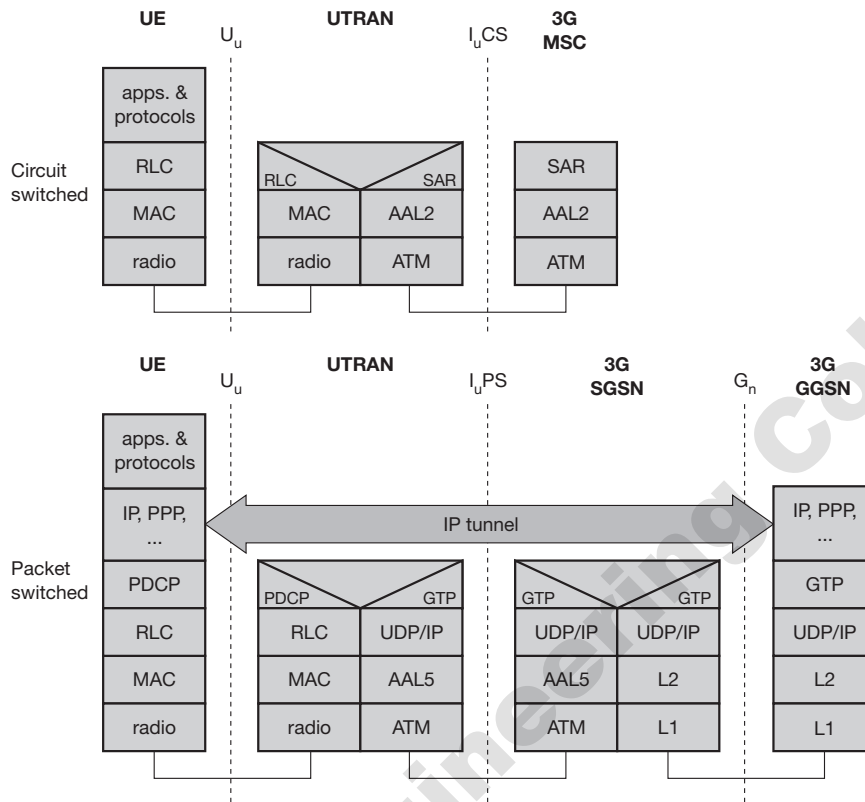 UE
UTRAN
3G
MSC
Uu
IuCS
apps. &
protocols
Circuit
switched
RLC
RLC
SAR
SAR
MAC
MAC
AAL2
AAL2
radio
radio
ATM
ATM
UE
UTRAN
3G
SGSN
3G
GGSN
Uu
IuPS
Gn
apps. &
protocols
IP, PPP,
...
IP tunnel
IP, PPP,
...
Packet
switched
PDCP
PDCP
GTP
GTP
GTP
GTP
RLC
RLC
UDP/IP
UDP/IP
UDP/IP
UDP/IP
MAC
MAC
AAL5
AAL5
L2
L2
radio
radio
ATM
ATM
L1
L1